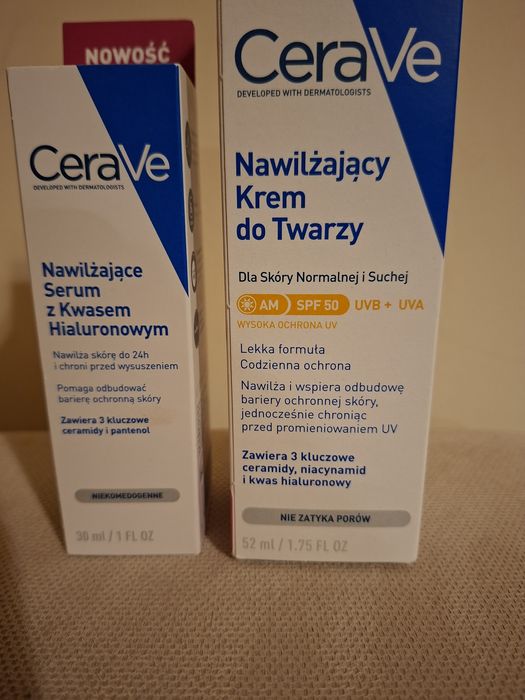 NOWOŚĆ
CeraVe
DEVELOPED WITH DERMATOLOGISTS
Nawilżające
Serum
z Kwasem
Hialuronowym
Nawilża skórę do 24h
i chroni przed wysuszeniem
Pomaga odbudować
barierę ochronną skóry
Zawiera 3 kluczowe
ceramidy i pantenol
NIEKOMEDOGENNE
30 ml / 1 FL OZ
CeraVe
DEVELOPED WITH DERMATOLOGISTS
Nawilżający
Krem
do Twarzy
Dla Skóry Normalnej i Suchej
AM SPF 50 UVB + UVA
WYSOKA OCHRONA UV
Lekka formuła
Codzienna ochrona
Nawilża i wspiera odbudowę
bariery ochronnej skóry,
jednocześnie chroniąc
przed promieniowaniem UV
Zawiera 3 kluczowe
ceramidy, niacynamid
i kwas hialuronowy
NIE ZATYKA PORÓW
52 ml / 1.75 FL OZ